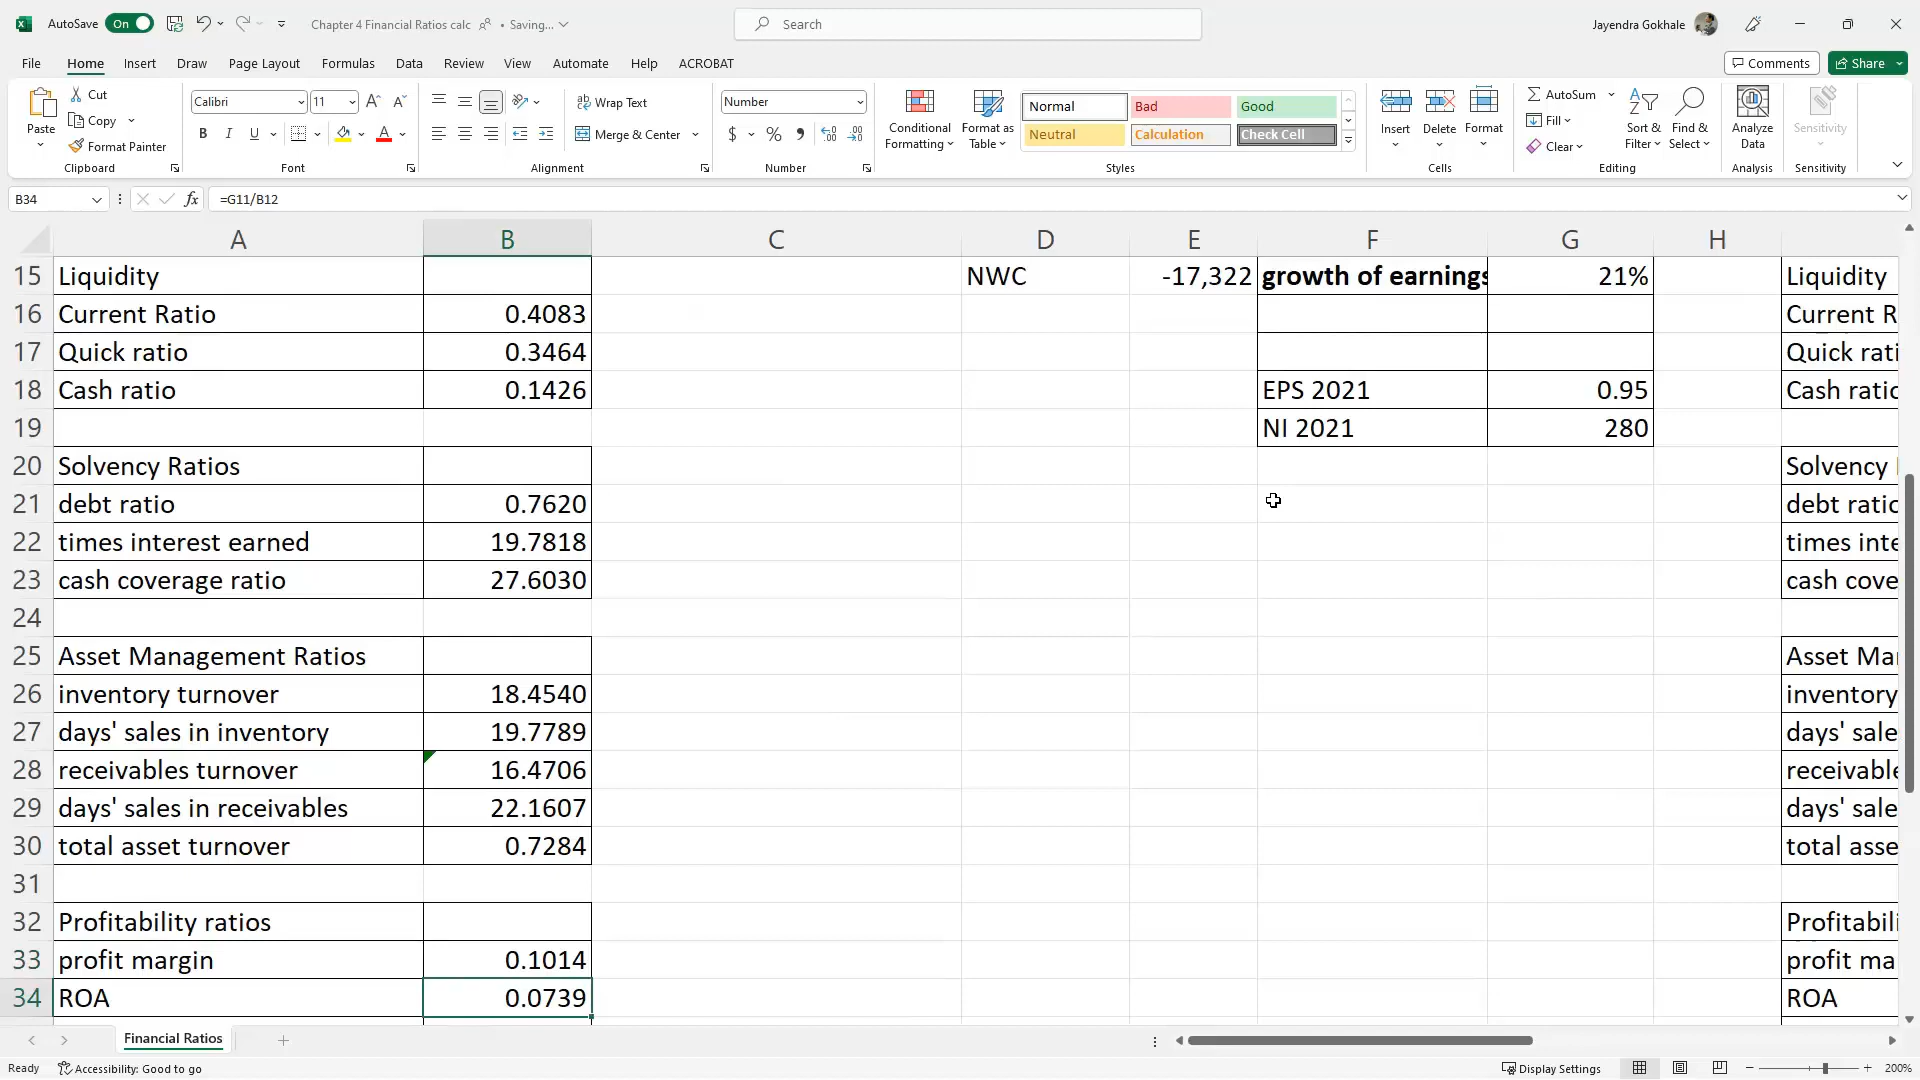 AutoSave On Chapter 4 Financial Ratios calc • Saving... Search Jayendra Gokhale
File Home Insert Draw Page Layout Formulas Data Review View Automate Help ACROBAT Comments Share
Paste Cut Copy Format Painter Clipboard
Calibri 11 B I U A Font
Wrap Text Merge & Center Alignment
Number $ % Number
Conditional Formatting Format as Table Normal Bad Good Neutral Calculation Check Cell Styles
Insert Delete Format Cells
AutoSum Fill Clear Sort & Filter Find & Select Editing
Analyze Data Analysis
Sensitivity Sensitivity
B34 fx =G11/B12
A B C D E F G H
15 Liquidity NWC -17,322 growth of earnings 21% Liquidity
16 Current Ratio 0.4083 Current R
17 Quick ratio 0.3464 Quick rati
18 Cash ratio 0.1426 EPS 2021 0.95 Cash ratio
19 NI 2021 280
20 Solvency Ratios Solvency
21 debt ratio 0.7620 debt ratio
22 times interest earned 19.7818 times inte
23 cash coverage ratio 27.6030 cash cove
24
25 Asset Management Ratios Asset Ma
26 inventory turnover 18.4540 inventory
27 days' sales in inventory 19.7789 days' sale
28 receivables turnover 16.4706 receivable
29 days' sales in receivables 22.1607 days' sale
30 total asset turnover 0.7284 total asse
31
32 Profitability ratios Profitabili
33 profit margin 0.1014 profit ma
34 ROA 0.0739 ROA
Financial Ratios
Ready Accessibility: Good to go Display Settings 200%